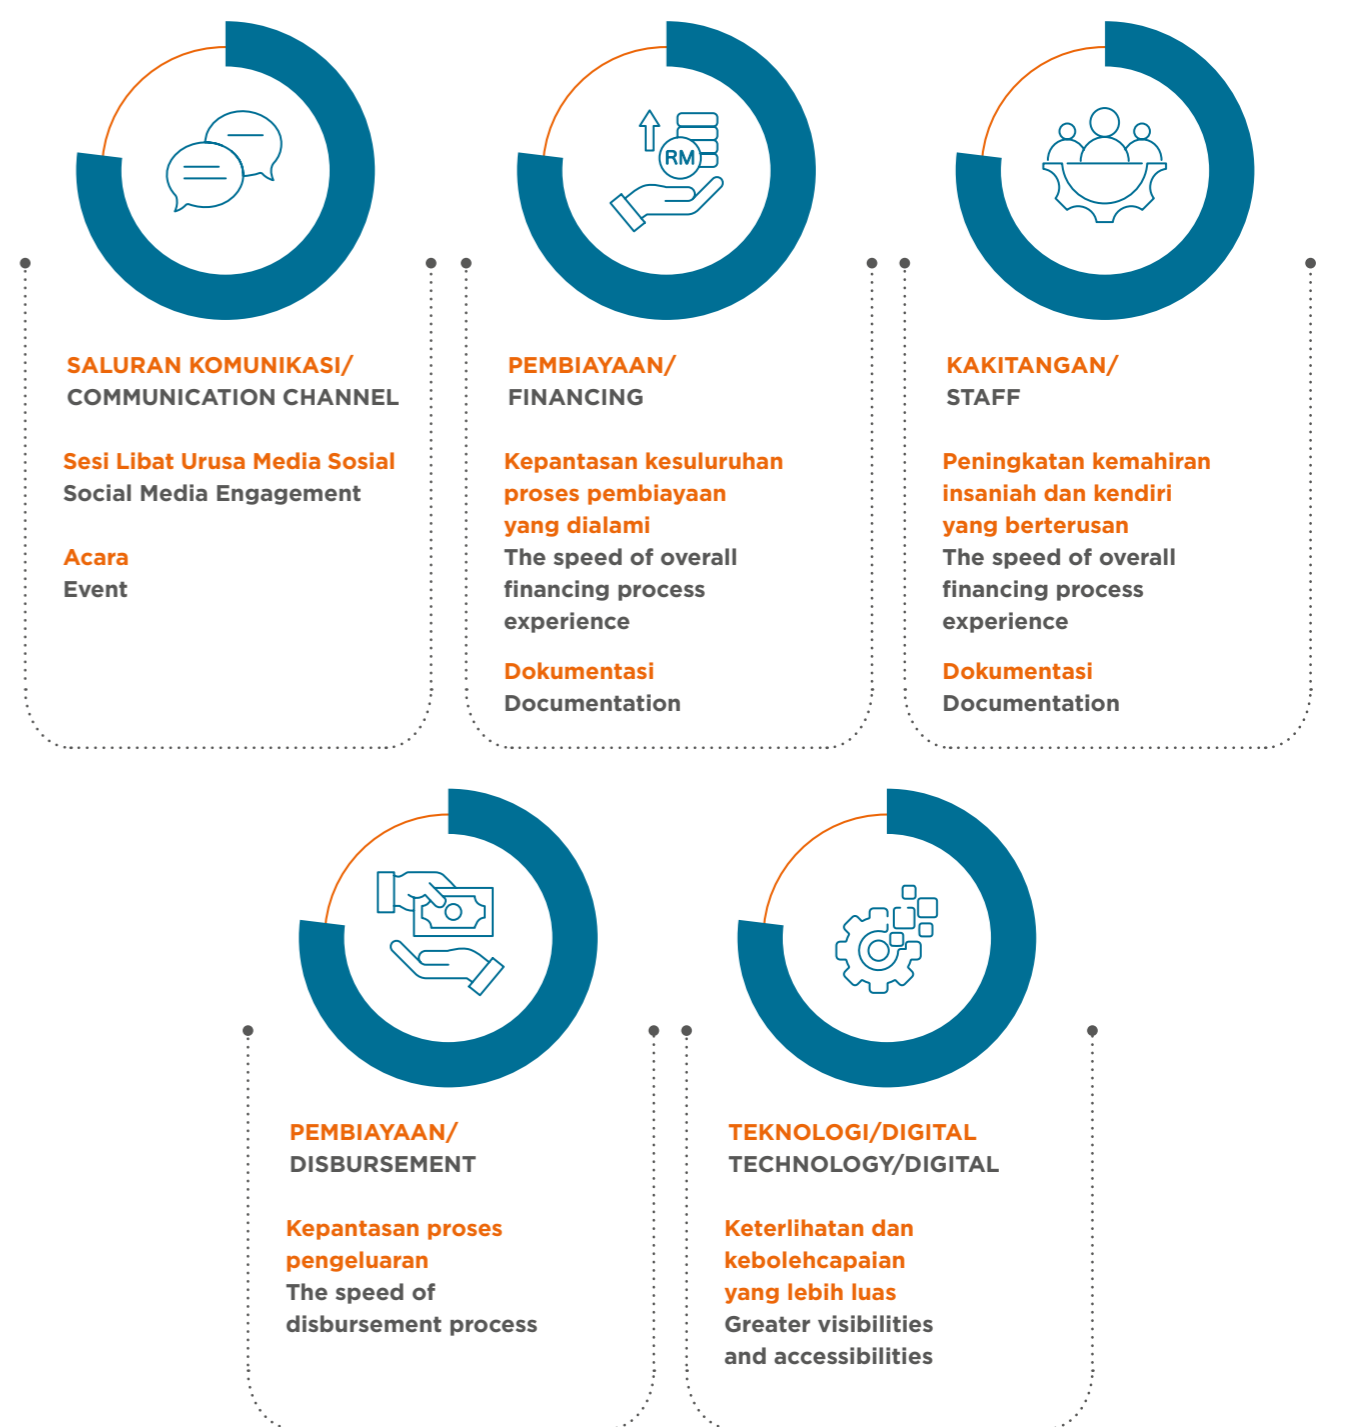 RM
SALURAN KOMUNIKASI/
COMMUNICATION CHANNEL
Sesi Libat Urusa Media Sosial
Social Media Engagement
Acara
Event
PEMBIAYAAN/
FINANCING
Kepantasan kesuluruhan
proses pembiayaan
yang dialami
The speed of overall
financing process
experience
Dokumentasi
Documentation
KAKITANGAN/
STAFF
Peningkatan kemahiran
insaniah dan kendiri
yang berterusan
The speed of overall
financing process
experience
Dokumentasi
Documentation
PEMBIAYAAN/
DISBURSEMENT
Kepantasan proses
pengeluaran
The speed of
disbursement process
TEKNOLOGI/DIGITAL
TECHNOLOGY/DIGITAL
Keterlihatan dan
kebolehcapaian
yang lebih luas
Greater visibilities
and accessibilities